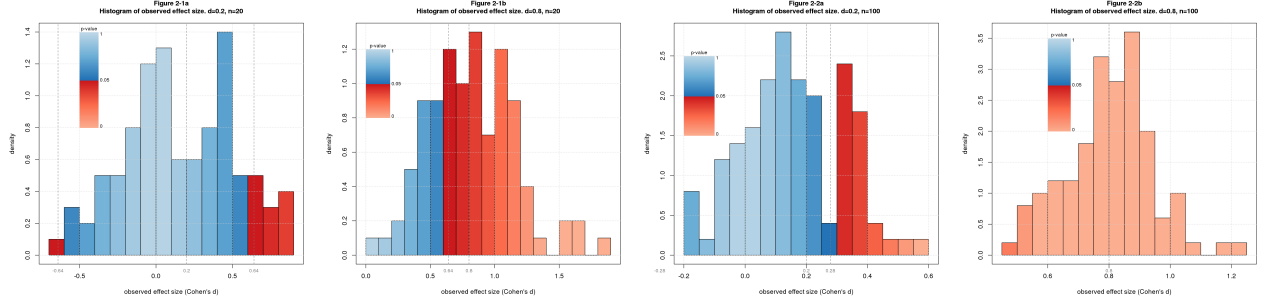 Figure 2-1a
Histogram of observed effect size. d=0.2, n=20
density
0.0 0.2 0.4 0.6 0.8 1.0 1.2 1.4
p-value
1
0.05
0
-0.5 0.0 0.5
-0.64 0.2 0.64
observed effect size (Cohen's d)
Figure 2-1b
Histogram of observed effect size. d=0.8, n=20
density
0.0 0.2 0.4 0.6 0.8 1.0 1.2
p-value
1
0.05
0
0.0 0.5 1.0 1.5
0.64 0.8
observed effect size (Cohen's d)
Figure 2-2a
Histogram of observed effect size. d=0.2, n=100
density
0.0 0.5 1.0 1.5 2.0 2.5
p-value
1
0.05
0
-0.2 0.0 0.2 0.4 0.6
-0.28 0.2 0.28
observed effect size (Cohen's d)
Figure 2-2b
Histogram of observed effect size. d=0.8, n=100
density
0.0 0.5 1.0 1.5 2.0 2.5 3.0 3.5
p-value
1
0.05
0
0.6 0.8 1.0 1.2
0.8
observed effect size (Cohen's d)